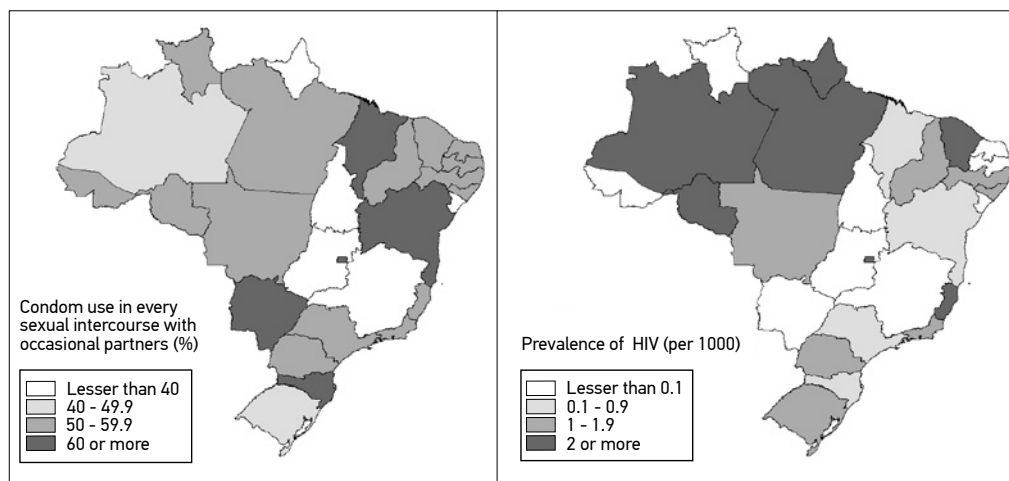 Condom use in every
sexual intercourse with
occasional partners (%)
Lesser than 40
40 - 49.9
50 - 59.9
60 or more
Prevalence of HIV (per 1000)
Lesser than 0.1
0.1 - 0.9
1 - 1.9
2 or more